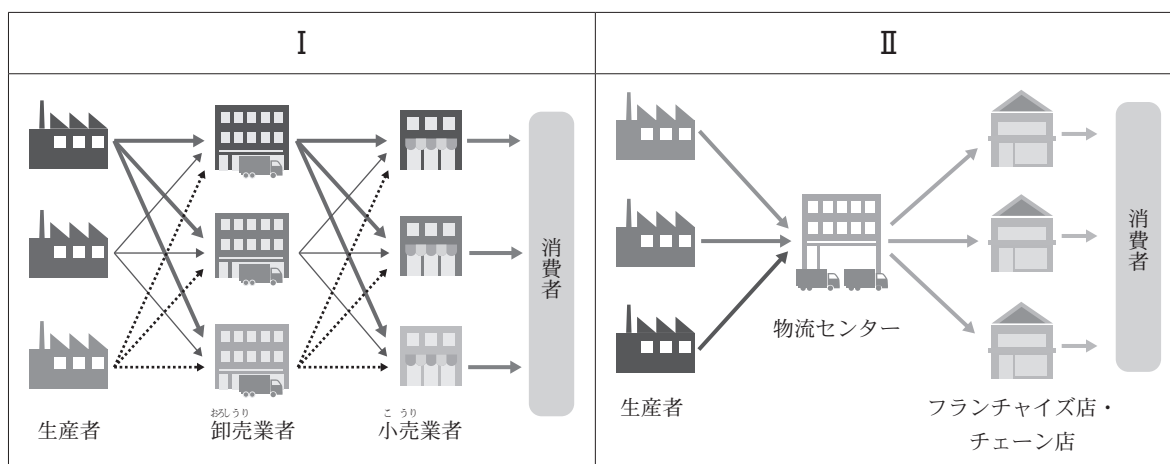 Ⅰ
Ⅱ
生産者
おろしうり
卸売業者
こ うり
小売業者
消費者
生産者
物流センター
フランチャイズ店・
チェーン店
消費者